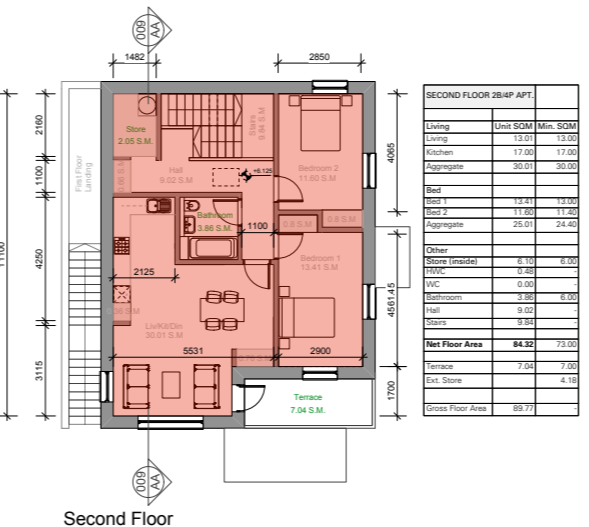 009
AA
1482
2850
2160
1100
4250
3115
11100
First Floor
Landing
Store
2.05 S.M.
Stairs
9.84 S.M
Hall
9.02 S.M
+6.125
Bedroom 2
11.60 S.M
4065
Bathroom
3.86 S.M.
1100
0.8 S.M
0.8 S.M
Bedroom 1
13.41 S.M
2125
4561.45
Liv/Kit/Din
30.01 S.M
5531
2900
1700
Terrace
7.04 S.M.
009
AA
Second Floor
SECOND FLOOR 2B/4P APT.
Living Unit SQM Min. SQM
Living 13.01 13.00
Kitchen 17.00 17.00
Aggregate 30.01 30.00
Bed
Bed 1 13.41 13.00
Bed 2 11.60 11.40
Aggregate 25.01 24.40
Other
Store (inside) 6.10 6.00
HWC 0.48 -
WC 0.00 -
Bathroom 3.86 6.00
Hall 9.02 -
Stairs 9.84 -
Net Floor Area 84.32 73.00
Terrace 7.04 7.00
Ext. Store 4.18
Gross Floor Area 89.77 -